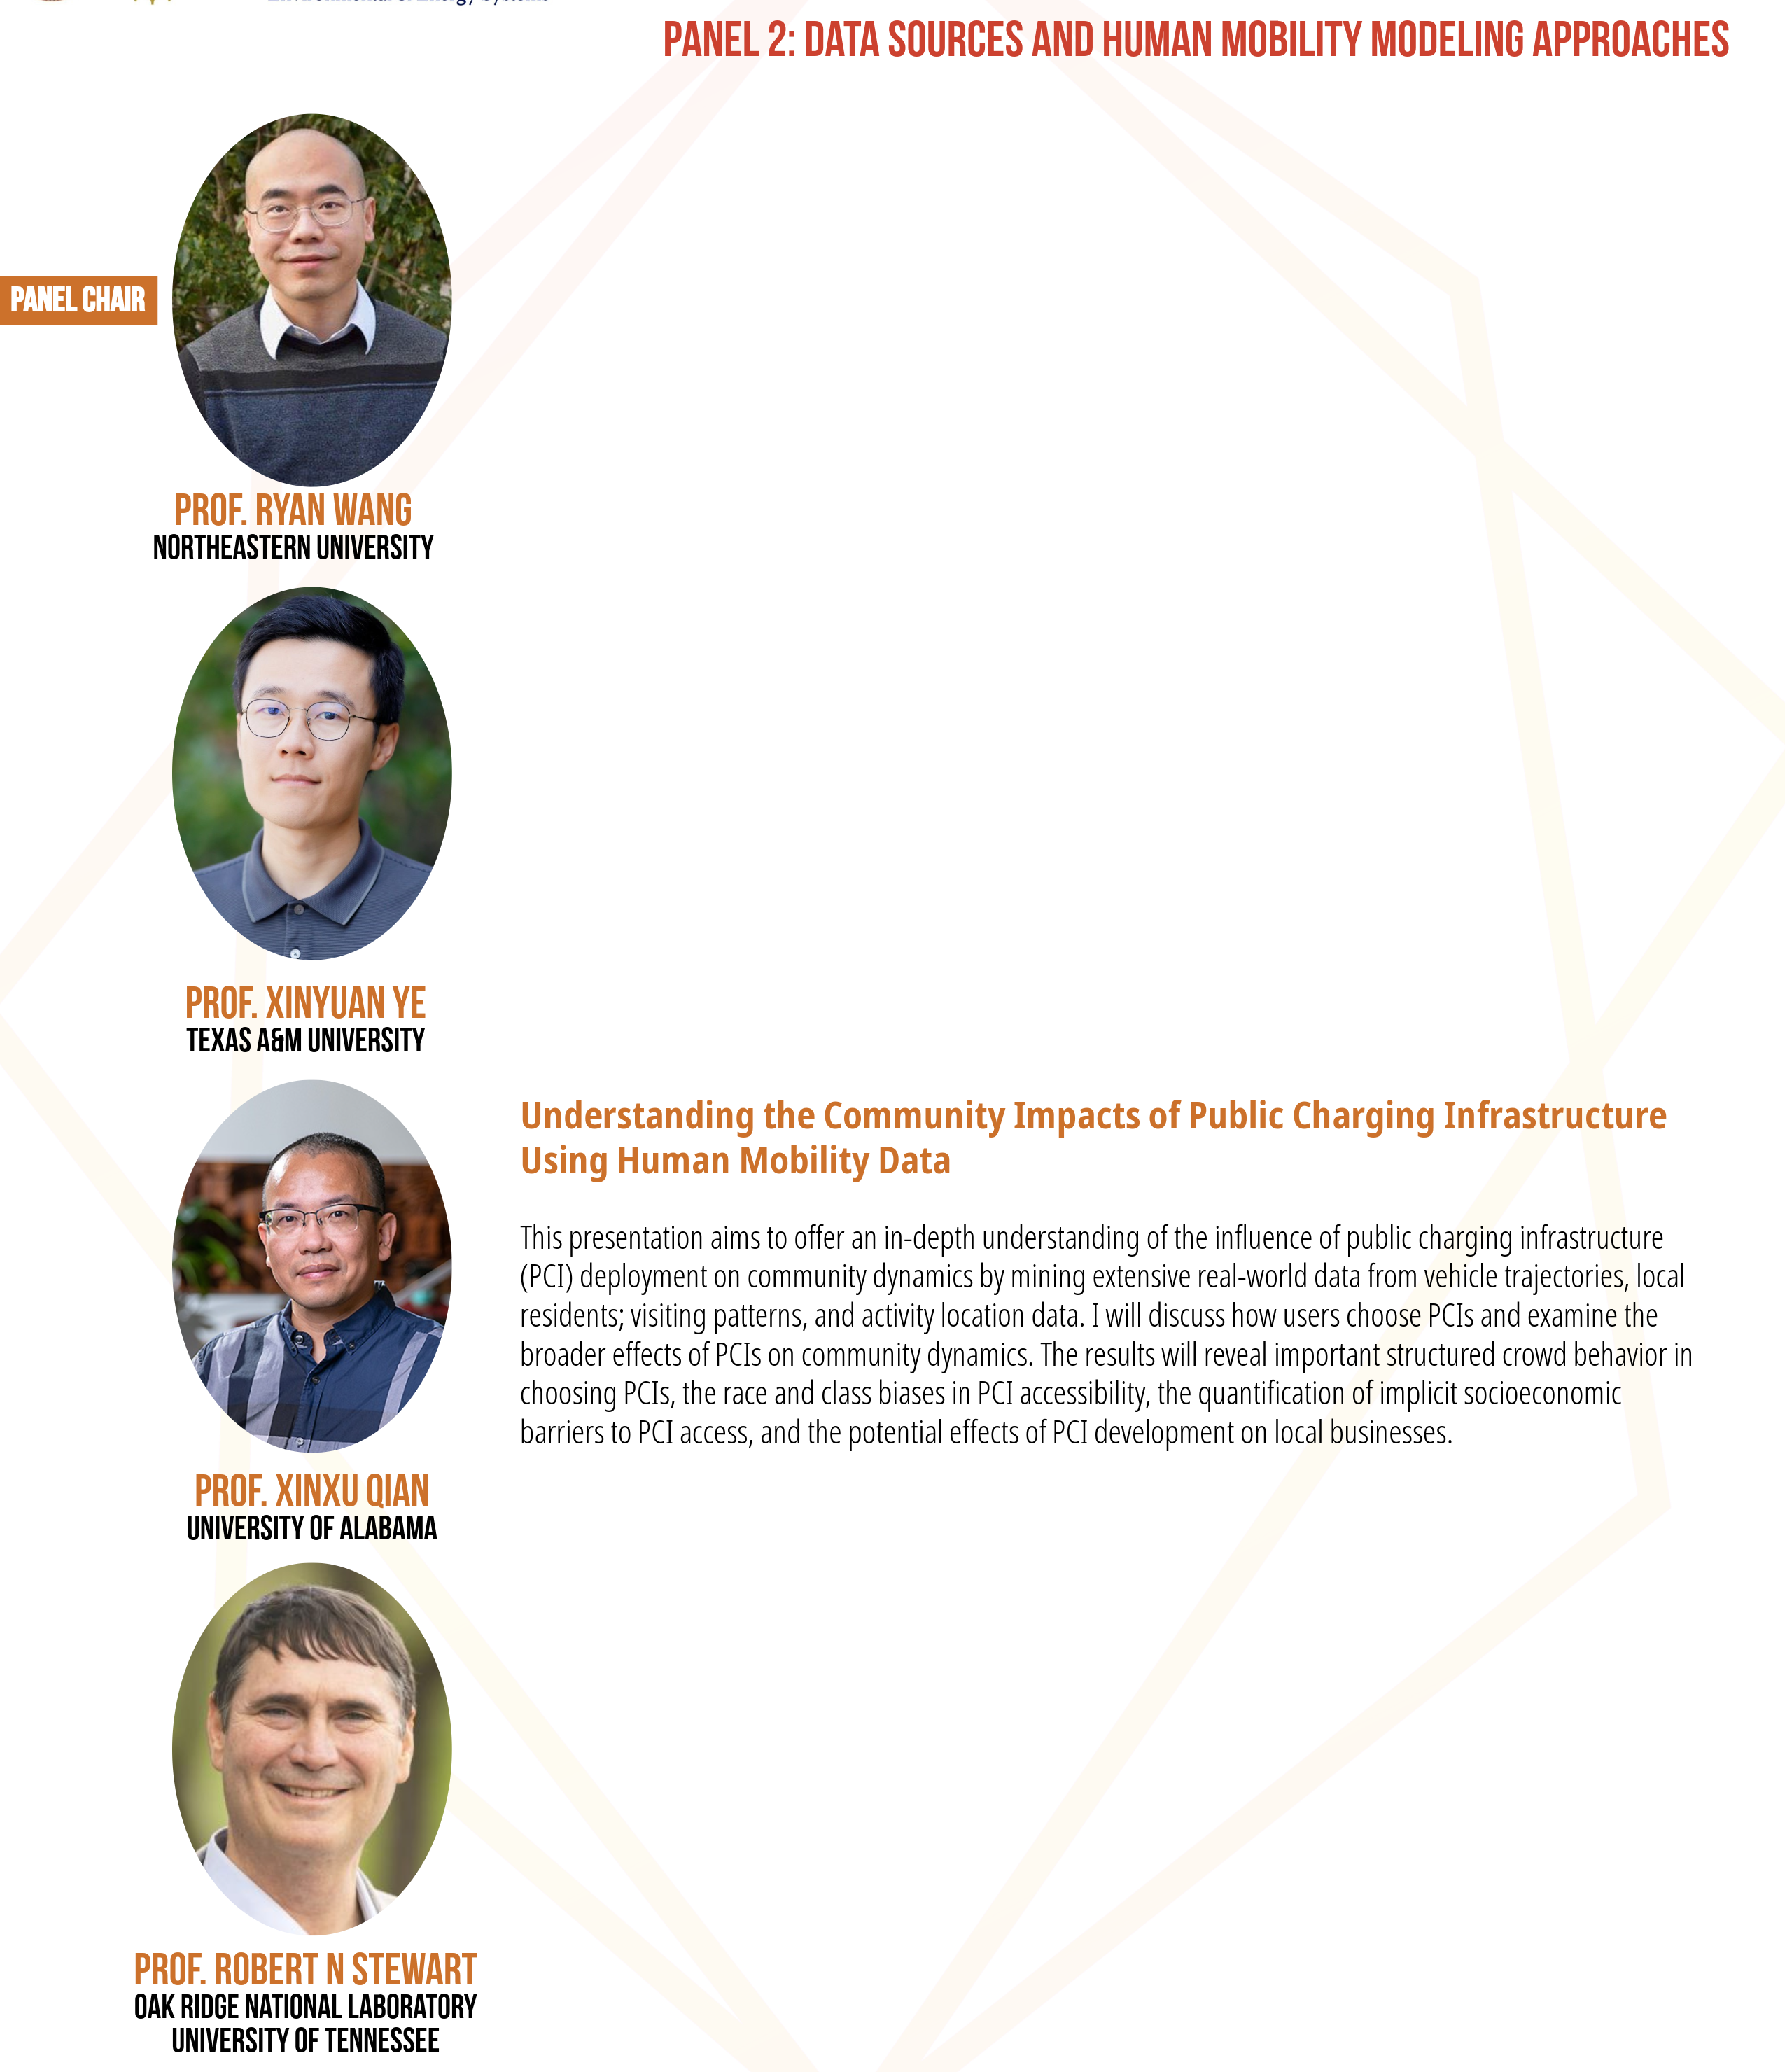 Environmental & Energy Systems
PANEL 2: DATA SOURCES AND HUMAN MOBILITY MODELING APPROACHES
PANEL CHAIR
PROF. RYAN WANG
NORTHEASTERN UNIVERSITY
PROF. XINYUAN YE
TEXAS A&M UNIVERSITY
Understanding the Community Impacts of Public Charging Infrastructure
Using Human Mobility Data
This presentation aims to offer an in-depth understanding of the influence of public charging infrastructure
(PCI) deployment on community dynamics by mining extensive real-world data from vehicle trajectories, local
residents; visiting patterns, and activity location data. I will discuss how users choose PCIs and examine the
broader effects of PCIs on community dynamics. The results will reveal important structured crowd behavior in
choosing PCIs, the race and class biases in PCI accessibility, the quantification of implicit socioeconomic
barriers to PCI access, and the potential effects of PCI development on local businesses.
PROF. XINXU QIAN
UNIVERSITY OF ALABAMA
PROF. ROBERT N STEWART
OAK RIDGE NATIONAL LABORATORY
UNIVERSITY OF TENNESSEE